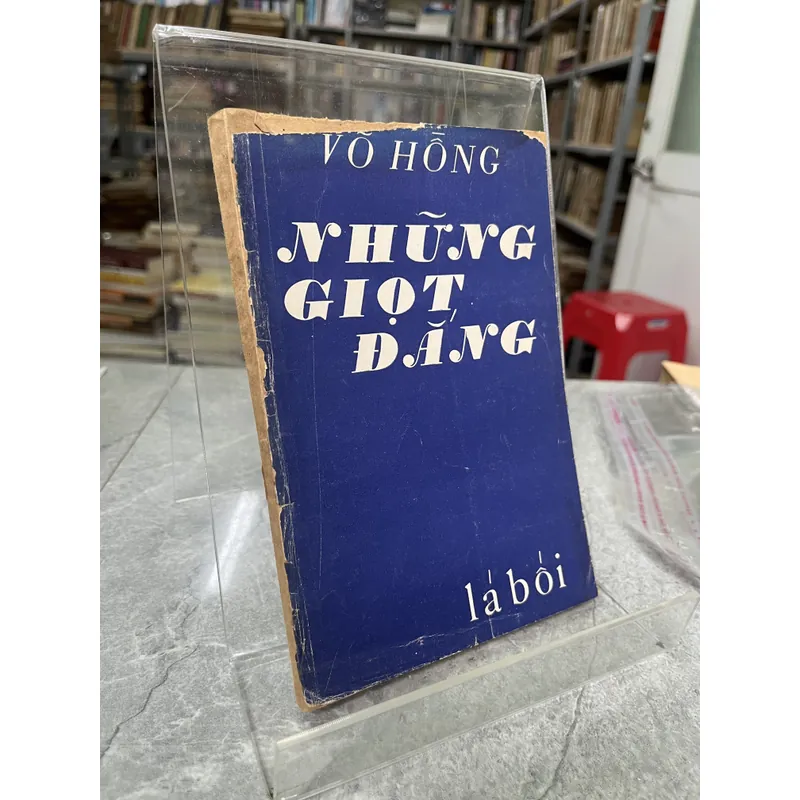 VÕ HỒNG
NHỮNG
GIỌT
ĐẮNG
lá bối